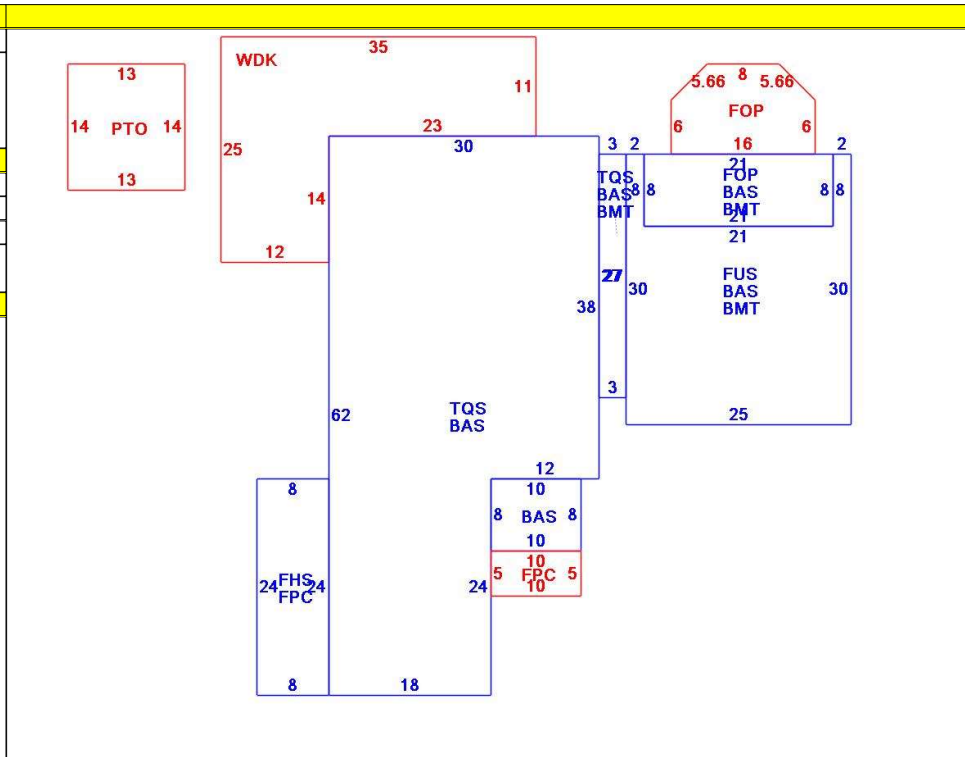 35
WDK
13
5.66 8 5.66
11
FOP
14 PTO 14
6 6
23 16
30 3 2 2
25
21
TQS FOP
8 8 BAS 8 8
BAS
BMT BMT
13
14 21
21
12
27 FUS
30 BAS 30
38 BMT
3
TQS
62 25
BAS
12
8 10
8 BAS 8
10
10
5 FPC 5
24 FHS 24 24 10
FPC
8 18